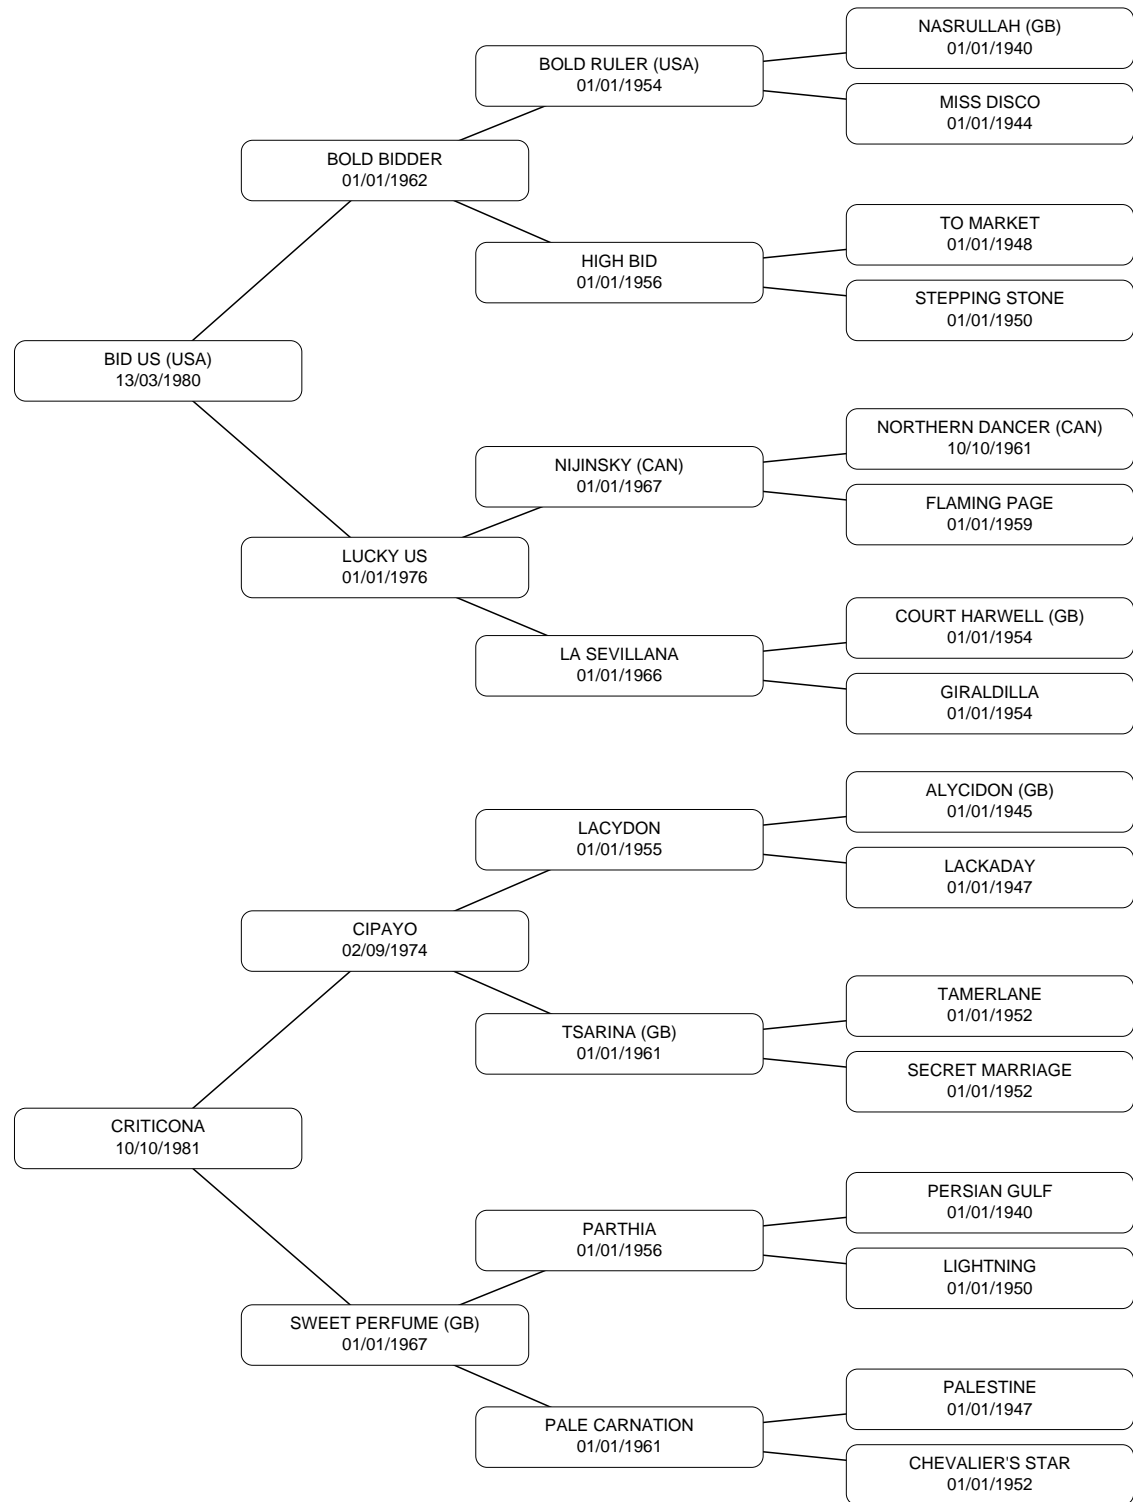 NASRULLAH (GB)
01/01/1940
BOLD RULER (USA)
01/01/1954
MISS DISCO
01/01/1944
BOLD BIDDER
01/01/1962
TO MARKET
01/01/1948
HIGH BID
01/01/1956
STEPPING STONE
01/01/1950
BID US (USA)
13/03/1980
NORTHERN DANCER (CAN)
10/10/1961
NIJINSKY (CAN)
01/01/1967
FLAMING PAGE
01/01/1959
LUCKY US
01/01/1976
COURT HARWELL (GB)
01/01/1954
LA SEVILLANA
01/01/1966
GIRALDILLA
01/01/1954
ALYCIDON (GB)
01/01/1945
LACYDON
01/01/1955
LACKADAY
01/01/1947
CIPAYO
02/09/1974
TAMERLANE
01/01/1952
TSARINA (GB)
01/01/1961
SECRET MARRIAGE
01/01/1952
CRITICONA
10/10/1981
PERSIAN GULF
01/01/1940
PARTHIA
01/01/1956
LIGHTNING
01/01/1950
SWEET PERFUME (GB)
01/01/1967
PALESTINE
01/01/1947
PALE CARNATION
01/01/1961
CHEVALIER'S STAR
01/01/1952